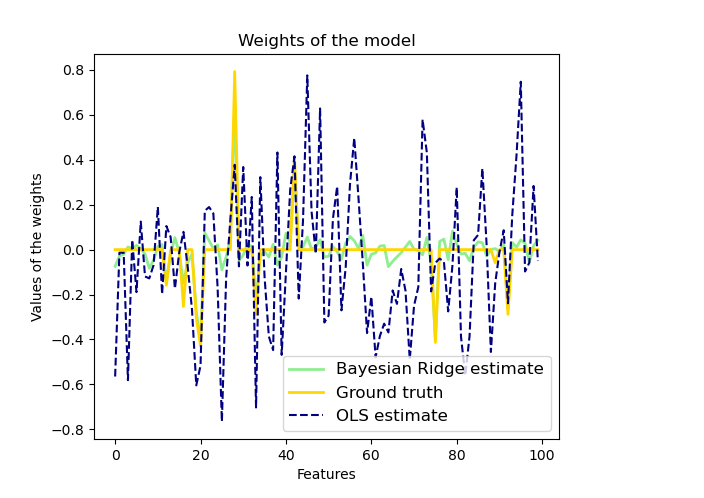 Weights of the model
0.8
0.6
0.4
0.2
0.0
−0.2
−0.4
−0.6
−0.8
Values of the weights
Bayesian Ridge estimate
Ground truth
OLS estimate
0 20 40 60 80 100
Features